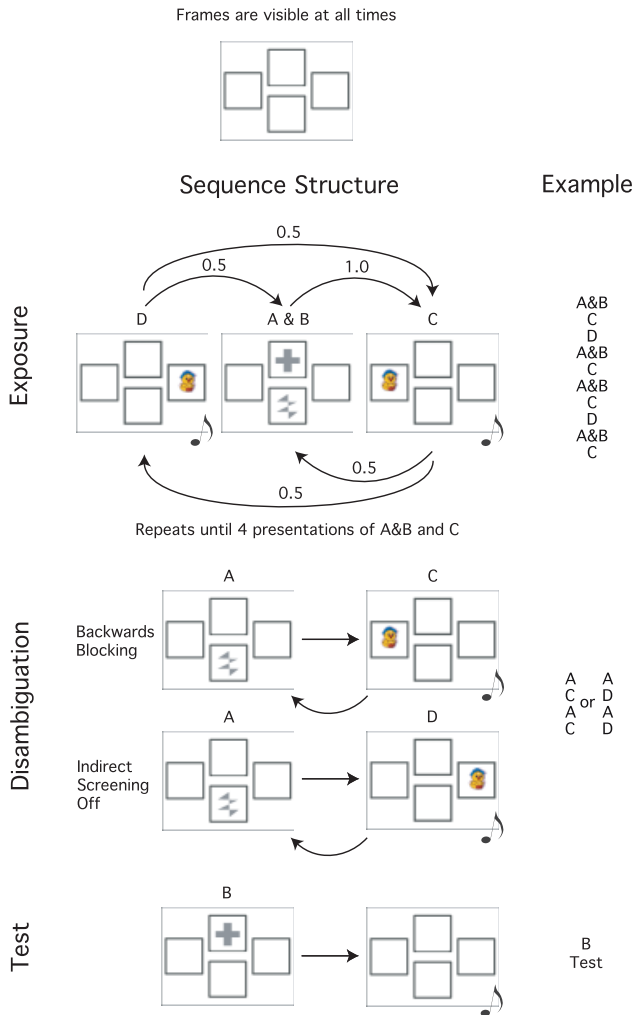 Frames are visible at all times
Sequence Structure
Example
Exposure
0.5
0.5
1.0
D
A & B
C
0.5
0.5
A&B
C
D
A&B
C
A&B
C
D
A&B
C
Repeats until 4 presentations of A&B and C
Disambiguation
A
C
Backwards
Blocking
A
D
Indirect
Screening
Off
A A
C or D
A A
C D
Test
B
B
Test